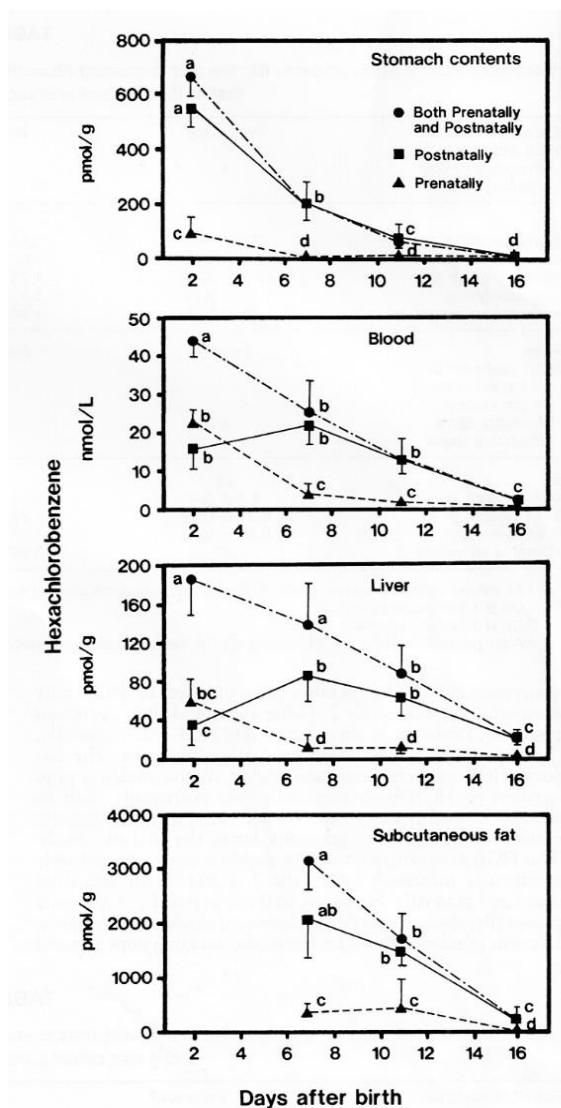 Stomach contents
● Both Prenatally
and Postnatally
■ Postnatally
▲ Prenatally
800
600
400
200
0
pmol/g
a
a
c
b
d
c
d
d
2 4 6 8 10 12 14 16
Blood
50
40
30
20
10
0
nmol/L
a
b
b
b
b
c
b
c
c
2 4 6 8 10 12 14 16
Hexachlorobenzene
Liver
200
160
120
80
40
0
pmol/g
a
bc
c
a
b
d
b
b
d
c
d
2 4 6 8 10 12 14 16
Subcutaneous fat
4000
3000
2000
1000
0
pmol/g
a
ab
c
b
b
c
c
d
2 4 6 8 10 12 14 16
Days after birth